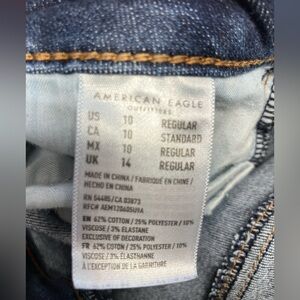 AMERICAN EAGLE
OUTFITTERS
US 10 REGULAR
CA 10 STANDARD
MX 10 REGULAR
UK 14 REGULAR
MADE IN CHINA / FABRIQUÉ EN CHINE /
HECHO EN CHINA
RN 54485/CA 03873
EN 62% COTTON / 25% POLYESTER / 10%
VISCOSE / 3% ELASTANE
EXCLUSIVE OF DECORATION
FR 62% COTON / 25% POLYESTER / 10%
VISCOSE / 3% ÉLASTHANNE
À L'EXCEPTION DE LA GARNITURE